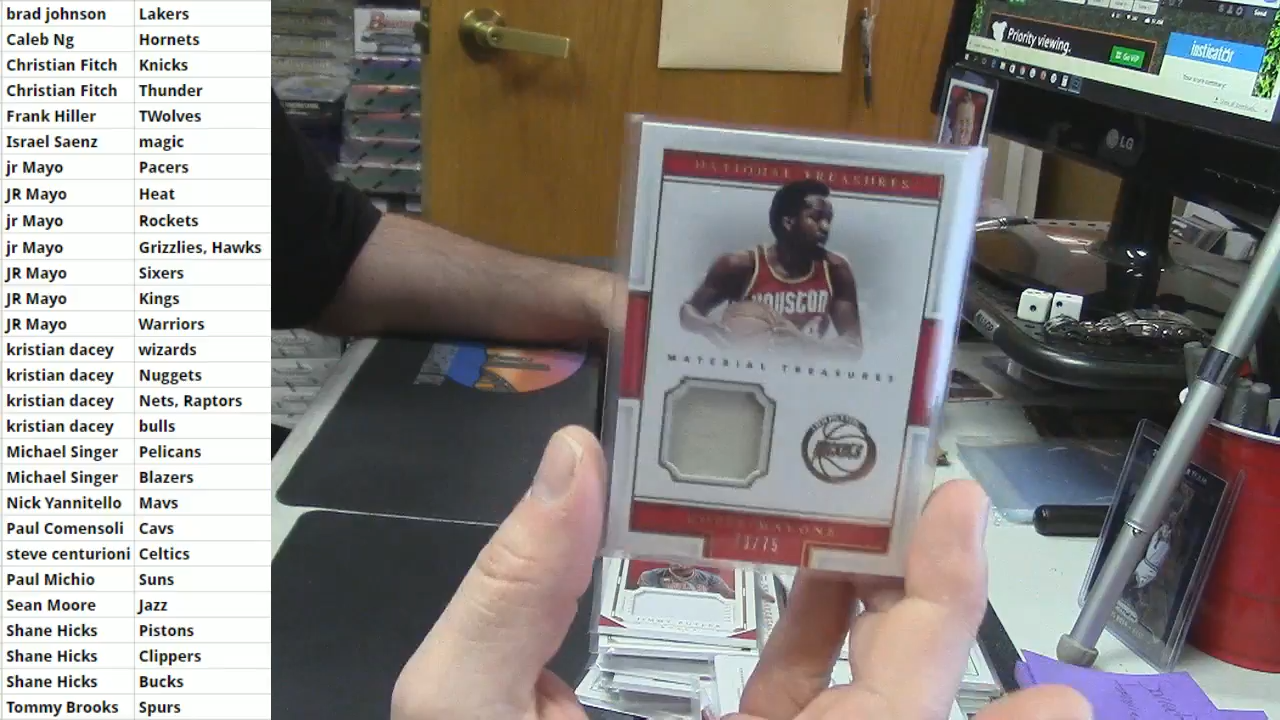 brad johnson Lakers
Caleb Ng Hornets
Christian Fitch Knicks
Christian Fitch Thunder
Frank Hiller TWolves
Israel Saenz magic
jr Mayo Pacers
JR Mayo Heat
jr Mayo Rockets
jr Mayo Grizzlies, Hawks
JR Mayo Sixers
JR Mayo Kings
JR Mayo Warriors
kristian dacey wizards
kristian dacey Nuggets
kristian dacey Nets, Raptors
kristian dacey bulls
Michael Singer Pelicans
Michael Singer Blazers
Nick Yannitello Mavs
Paul Comensoli Cavs
steve centurioni Celtics
Paul Michio Suns
Sean Moore Jazz
Shane Hicks Pistons
Shane Hicks Clippers
Shane Hicks Bucks
Tommy Brooks Spurs
Priority viewing.
Go VIP
insticator
LG
NATIONAL TREASURES
HOUSTON
MATERIAL TREASURES